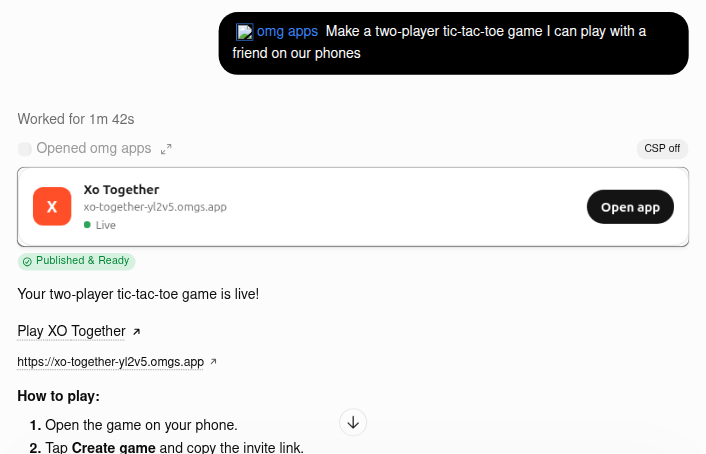 omg apps Make a two-player tic-tac-toe game I can play with a
friend on our phones
Worked for 1m 42s
Opened omg apps
CSP off
X
Xo Together
xo-together-yl2v5.omgs.app
Live
Open app
Published & Ready
Your two-player tic-tac-toe game is live!
Play XO Together ↗
https://xo-together-yl2v5.omgs.app ↗
How to play:
1. Open the game on your phone.
2. Tap Create game and copy the invite link.